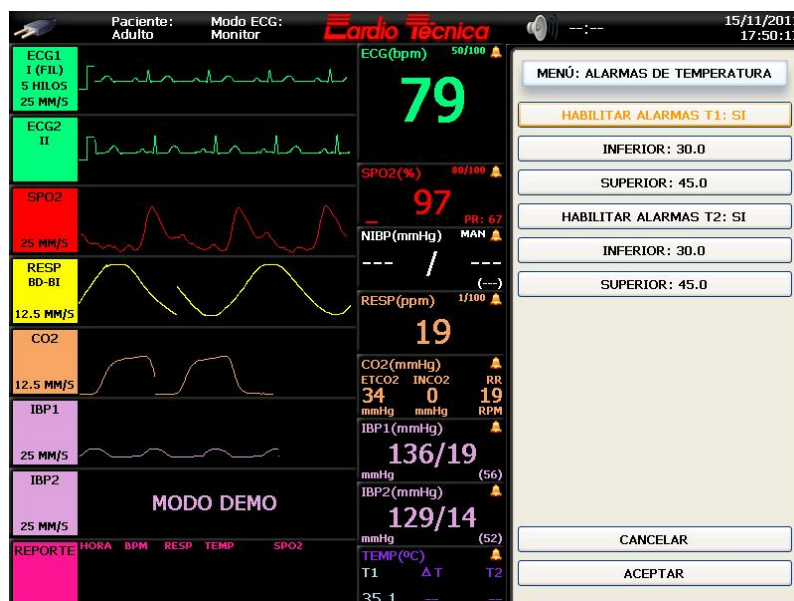 Paciente: Modo ECG: Cardio Técnica --:-- 15/11/201
Adulto Monitor 17:50:1
ECG1
I (FIL)
5 HILOS
25 MM/S
ECG2
II
SPO2
25 MM/S
RESP
BD-BI
12.5 MM/S
CO2
12.5 MM/S
IBP1
25 MM/S
IBP2
MODO DEMO
25 MM/S
REPORTE HORA BPM RESP TEMP SPO2
ECG(bpm) 50/100
79
SPO2(%) 80/100
97
PR: 67
NIBP(mmHg) MAN
--- / ---
(---)
RESP(ppm) 1/100
19
CO2(mmHg)
ETCO2 INCO2 RR
34 0 19
mmHg mmHg RPM
IBP1(mmHg)
136/19
mmHg (56)
IBP2(mmHg)
129/14
mmHg (52)
TEMP(ºC)
T1 ΔT T2
35.1 -- --
MENÚ: ALARMAS DE TEMPERATURA
HABILITAR ALARMAS T1: SI
INFERIOR: 30.0
SUPERIOR: 45.0
HABILITAR ALARMAS T2: SI
INFERIOR: 30.0
SUPERIOR: 45.0
CANCELAR
ACEPTAR